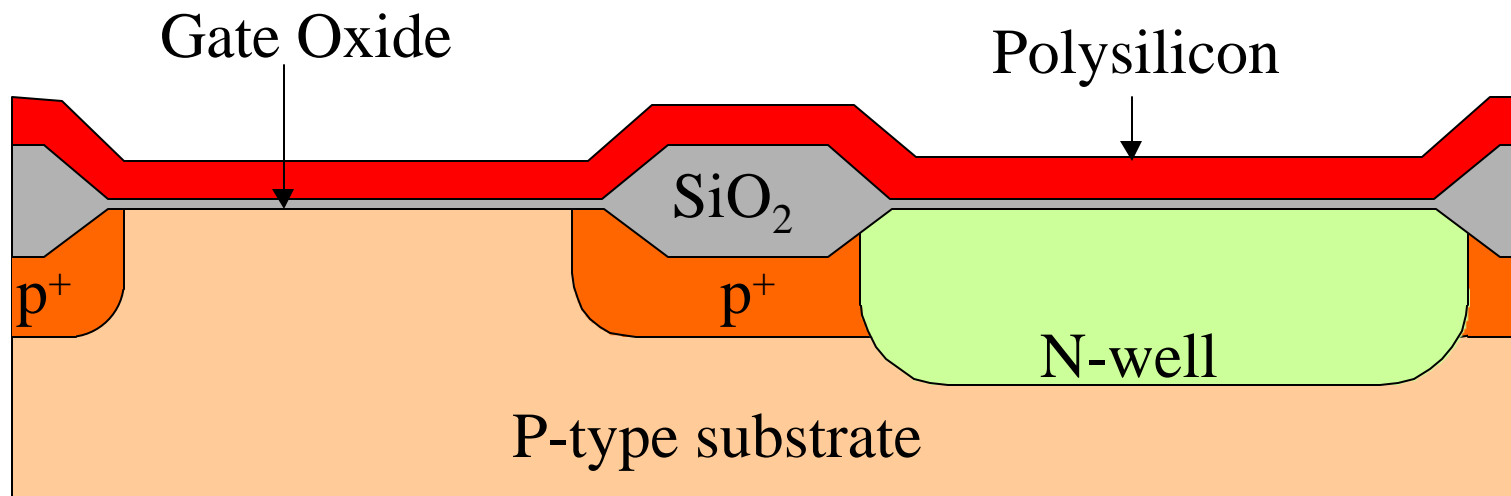 Gate Oxide
Polysilicon
SiO₂
p⁺
p⁺
N-well
P-type substrate